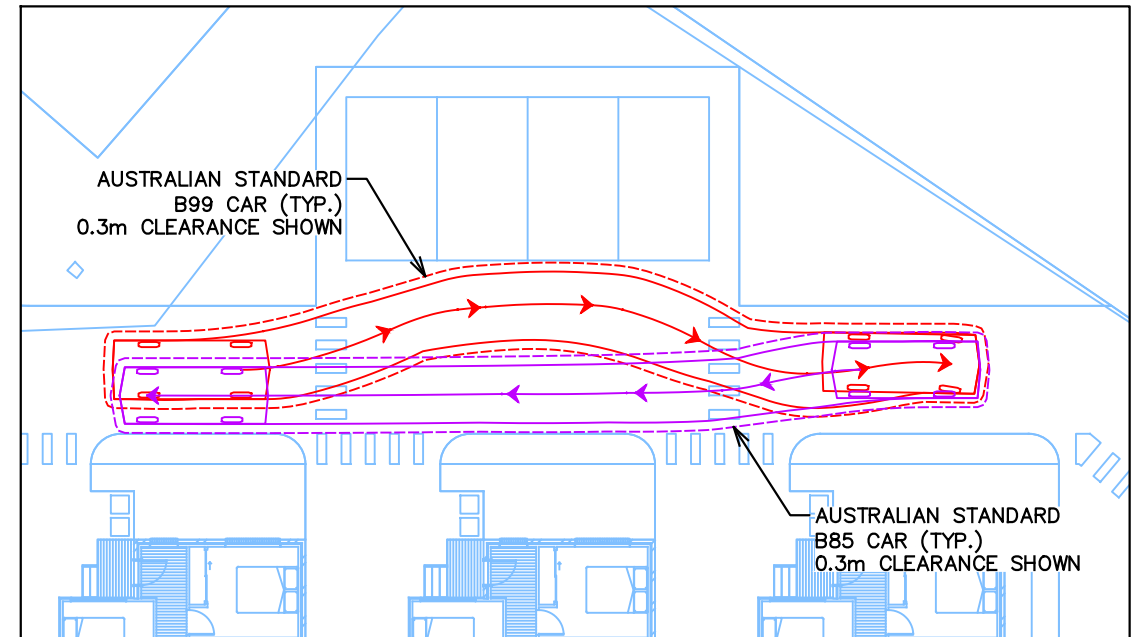 AUSTRALIAN STANDARD
B99 CAR (TYP.)
0.3m CLEARANCE SHOWN
AUSTRALIAN STANDARD
B85 CAR (TYP.)
0.3m CLEARANCE SHOWN